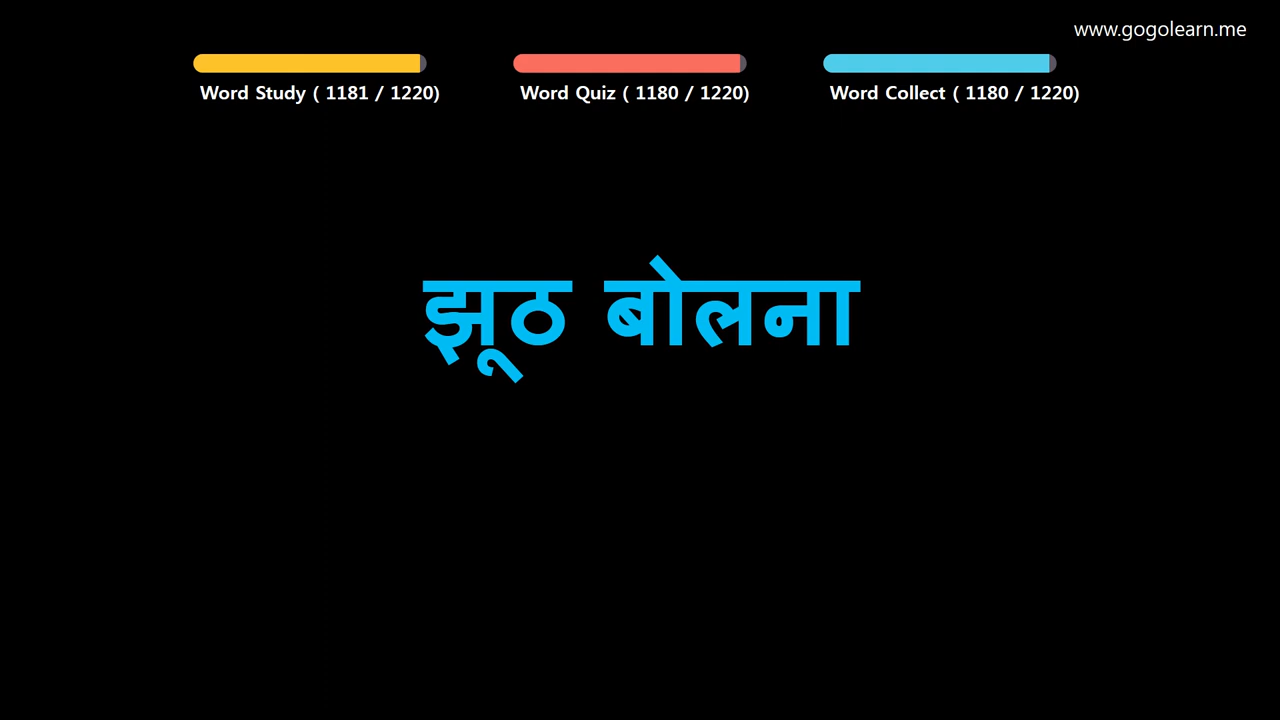 www.gogolearn.me
Word Study ( 1181 / 1220) Word Quiz ( 1180 / 1220) Word Collect ( 1180 / 1220)
झूठ बोलना